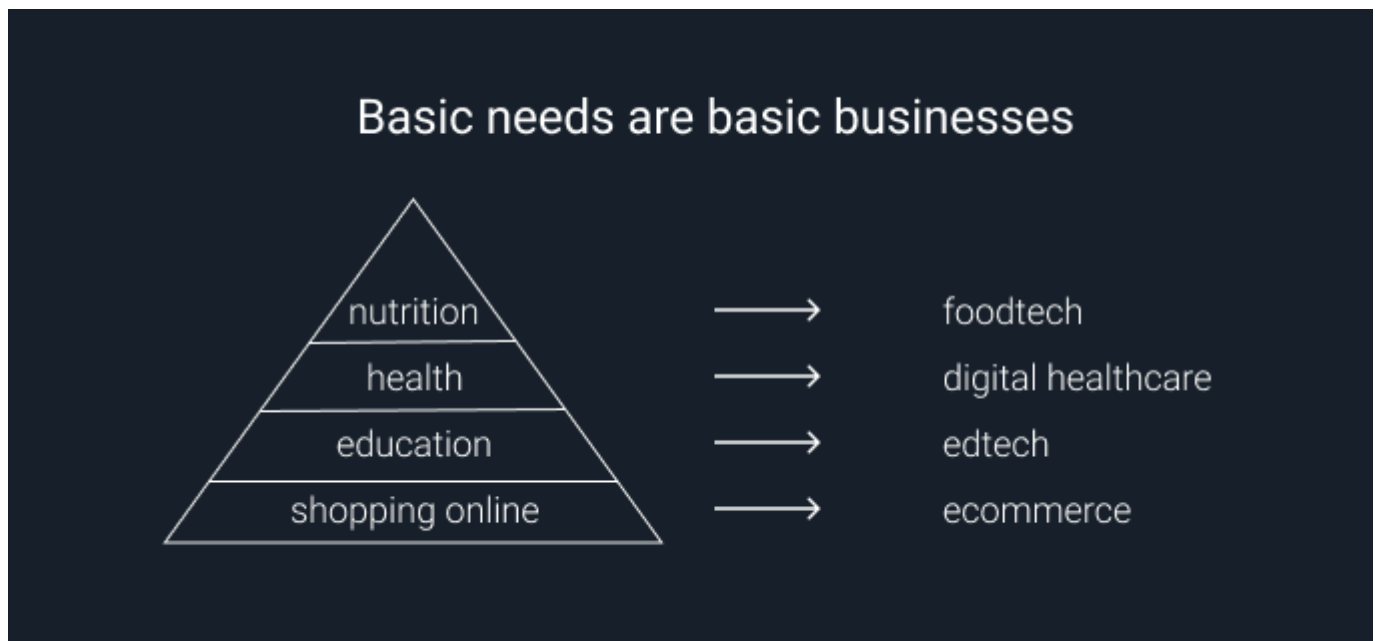 Basic needs are basic businesses
nutrition
foodtech
health
digital healthcare
education
edtech
shopping online
ecommerce